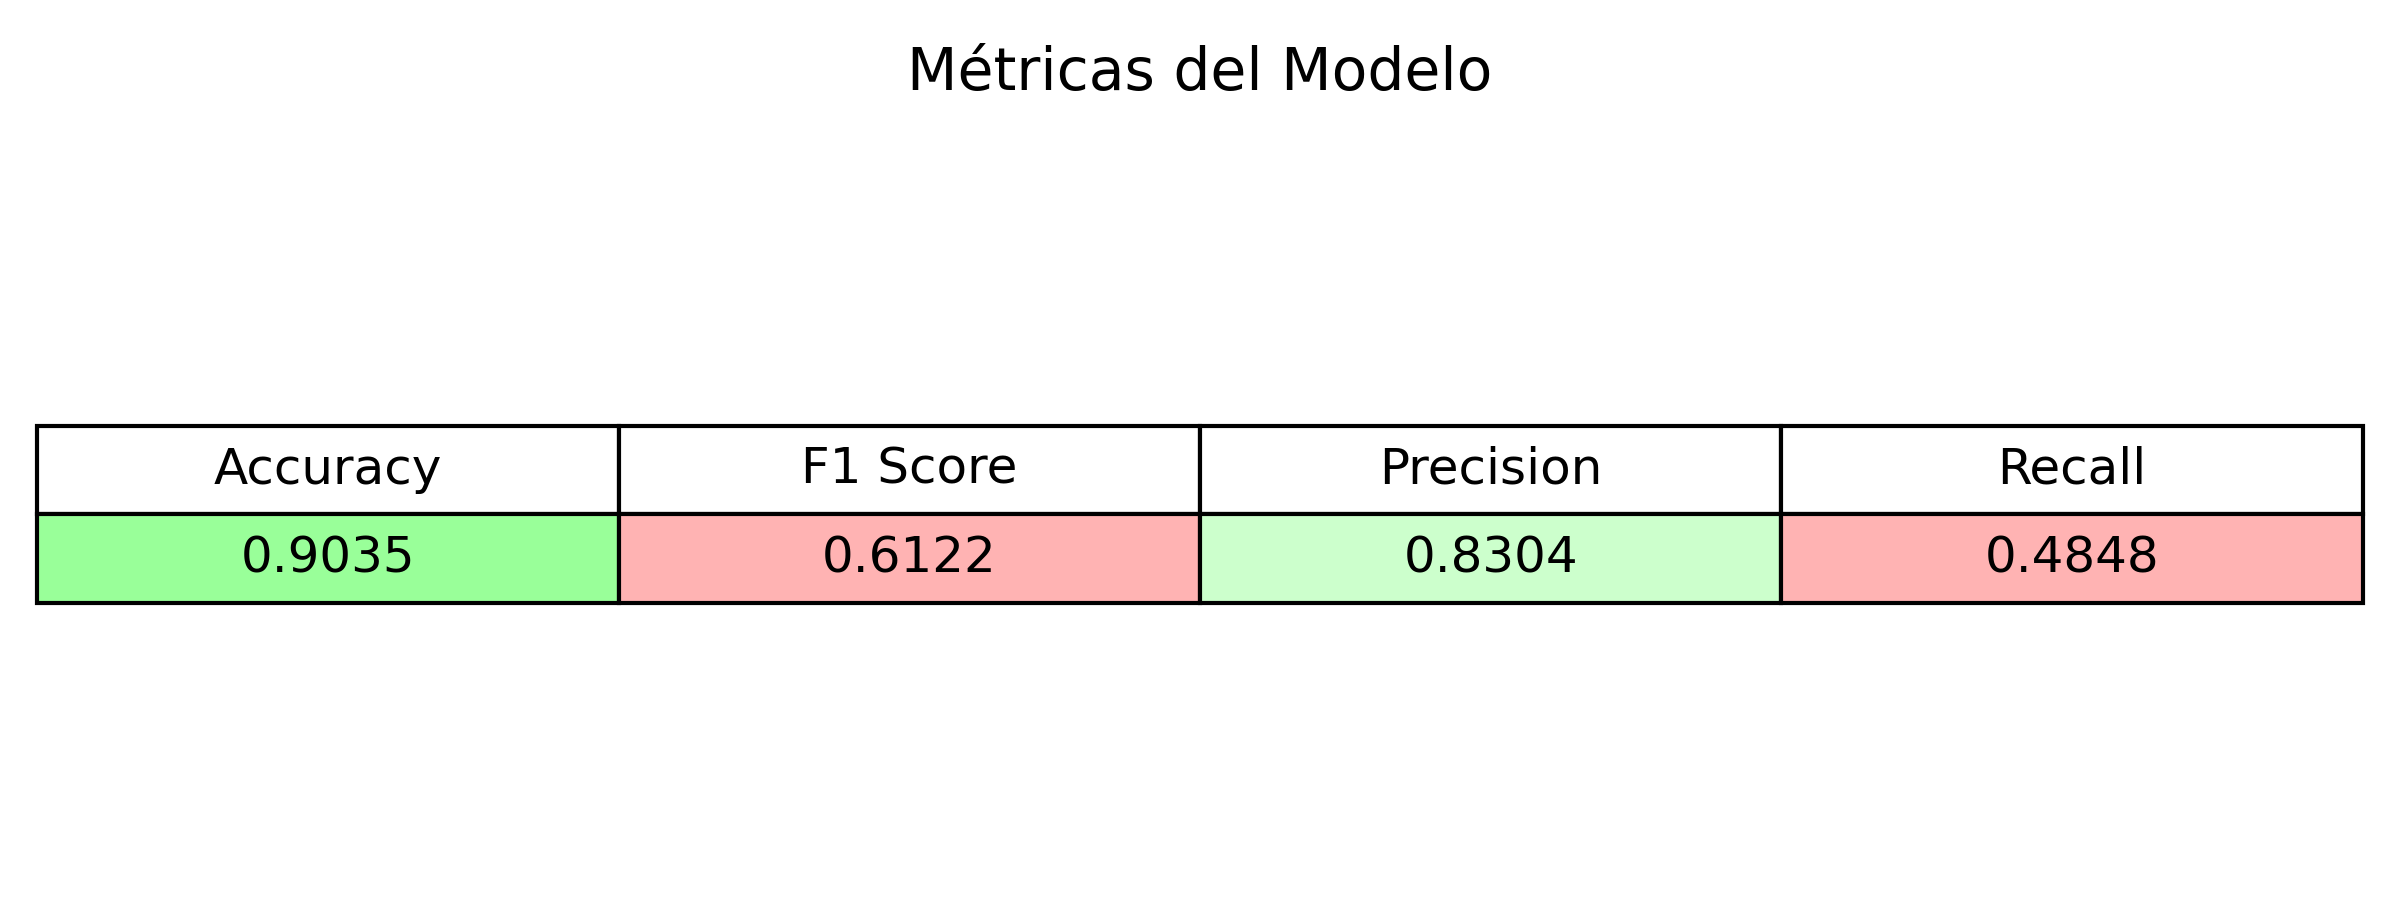 Métricas del Modelo
Accuracy F1 Score Precision Recall
0.9035 0.6122 0.8304 0.4848